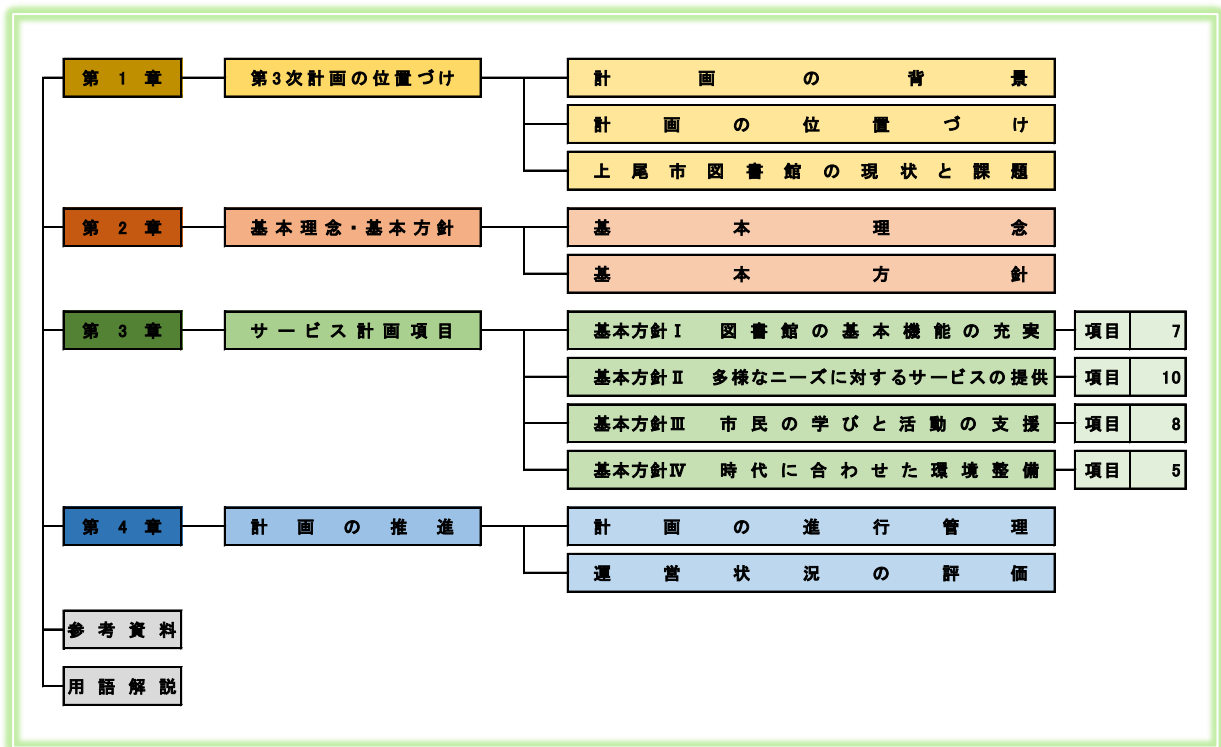 第1章 第3次計画の位置づけ 計画の背景
計画の位置づけ
上尾市図書館の現状と課題
第2章 基本理念・基本方針 基本理念
基本方針
第3章 サービス計画項目 基本方針Ⅰ 図書館の基本機能の充実 項目 7
基本方針Ⅱ 多様なニーズに対するサービスの提供 項目 10
基本方針Ⅲ 市民の学びと活動の支援 項目 8
基本方針Ⅳ 時代に合わせた環境整備 項目 5
第4章 計画の推進 計画の進行管理
運営状況の評価
参考資料
用語解説